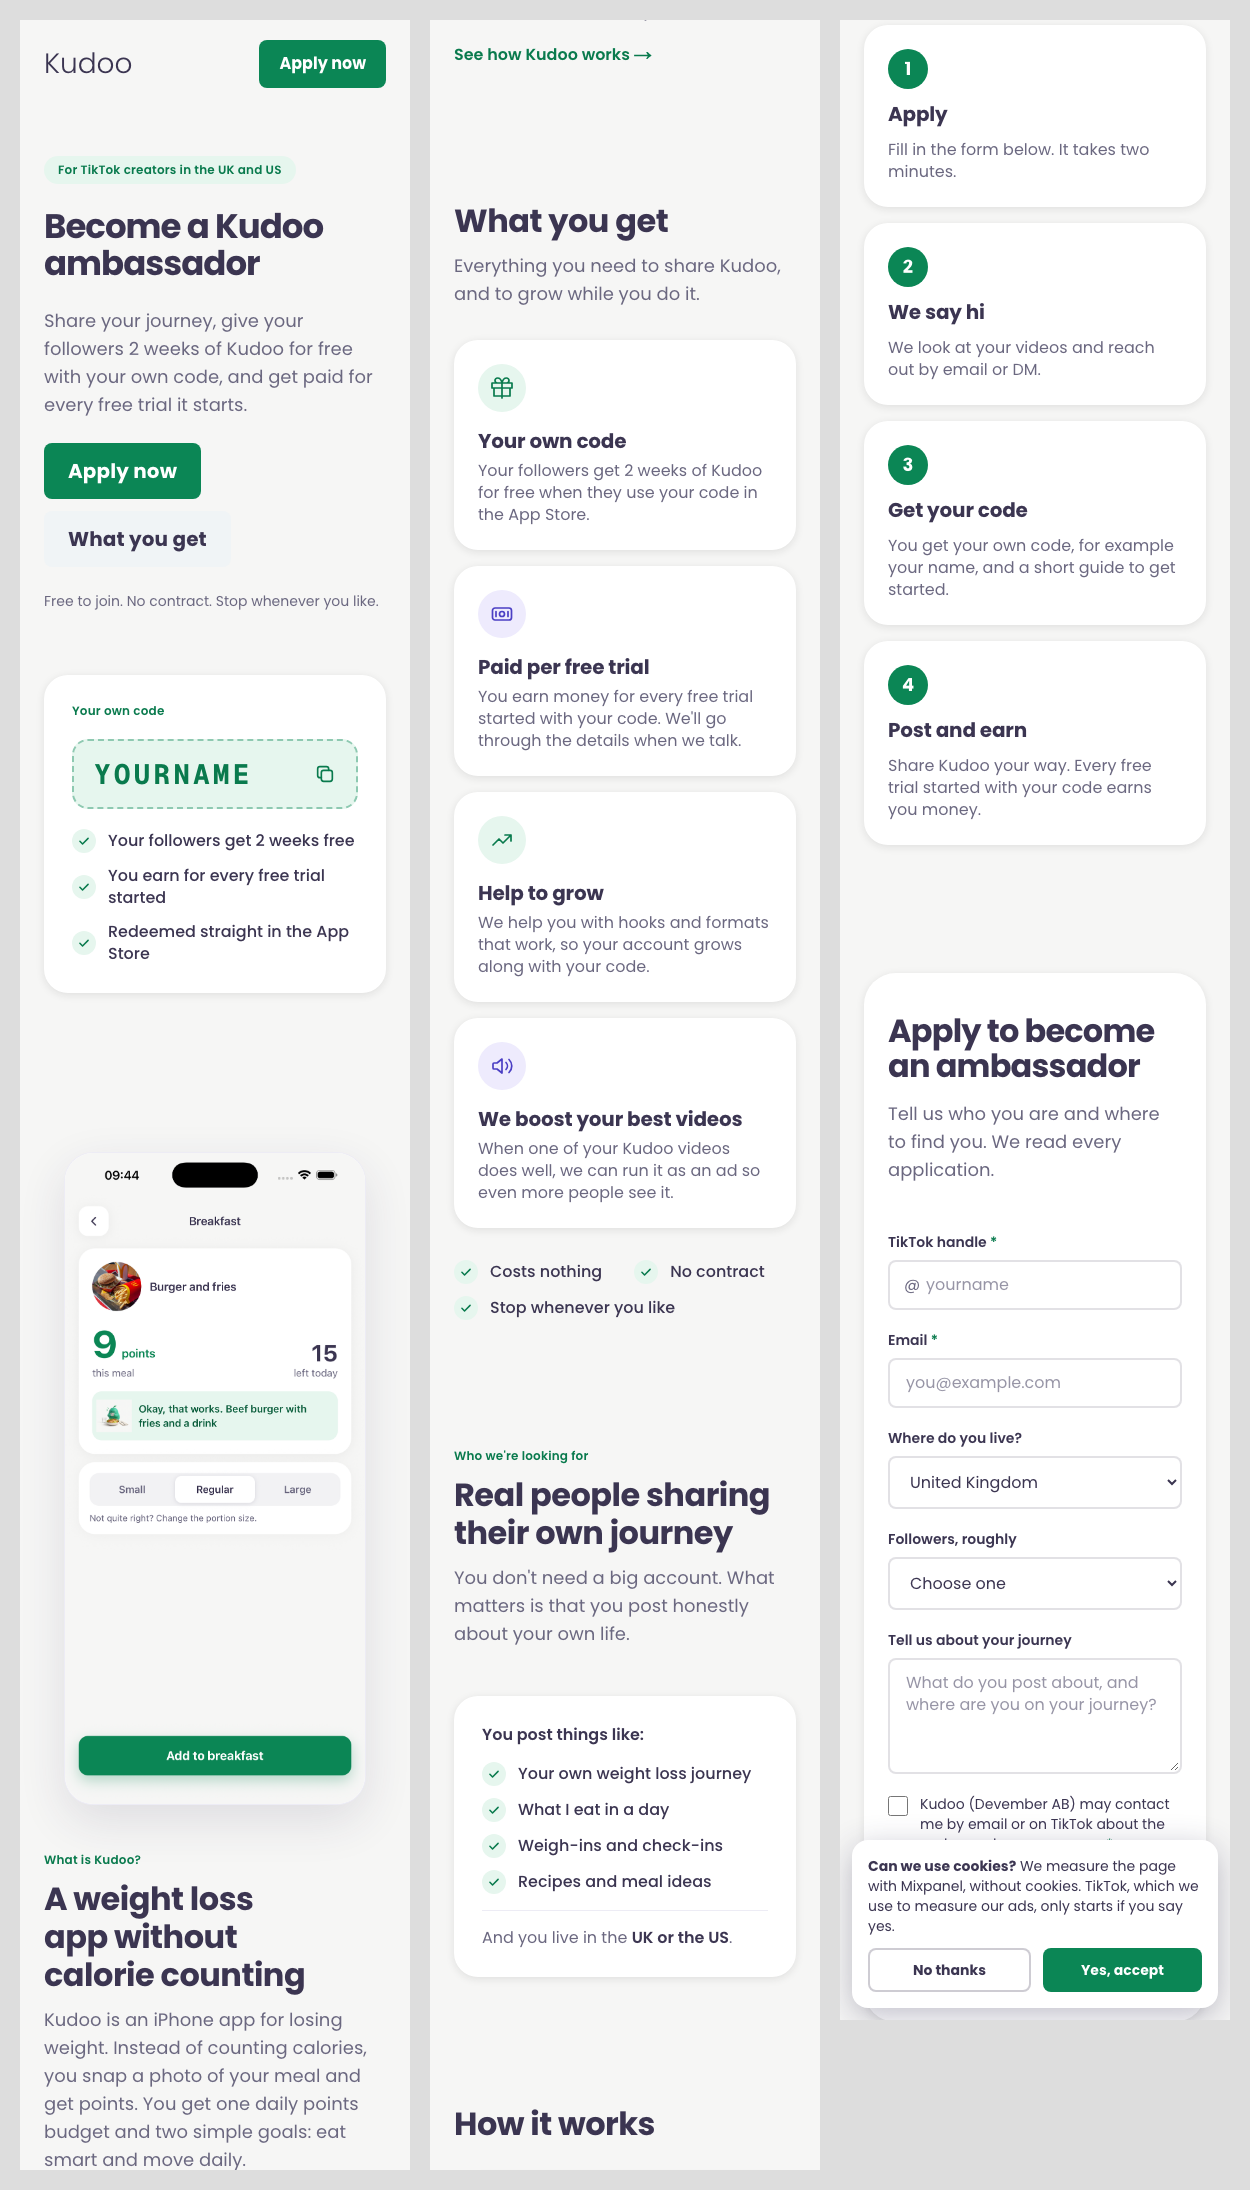 Kudoo
Apply now
For TikTok creators in the UK and US
Become a Kudoo
ambassador
Share your journey, give your
followers 2 weeks of Kudoo for free
with your own code, and get paid for
every free trial it starts.
Apply now
What you get
Free to join. No contract. Stop whenever you like.
Your own code
YOURNAME
Your followers get 2 weeks free
You earn for every free trial
started
Redeemed straight in the App
Store
09:44
Breakfast
Burger and fries
9 points
this meal
15
left today
Okay, that works. Beef burger with
fries and a drink
Small
Regular
Large
Not quite right? Change the portion size.
Add to breakfast
What is Kudoo?
A weight loss
app without
calorie counting
Kudoo is an iPhone app for losing
weight. Instead of counting calories,
you snap a photo of your meal and
get points. You get one daily points
budget and two simple goals: eat
smart and move daily.
See how Kudoo works →
What you get
Everything you need to share Kudoo,
and to grow while you do it.
Your own code
Your followers get 2 weeks of Kudoo
for free when they use your code in
the App Store.
Paid per free trial
You earn money for every free trial
started with your code. We'll go
through the details when we talk.
Help to grow
We help you with hooks and formats
that work, so your account grows
along with your code.
We boost your best videos
When one of your Kudoo videos
does well, we can run it as an ad so
even more people see it.
Costs nothing
No contract
Stop whenever you like
Who we're looking for
Real people sharing
their own journey
You don't need a big account. What
matters is that you post honestly
about your own life.
You post things like:
Your own weight loss journey
What I eat in a day
Weigh-ins and check-ins
Recipes and meal ideas
And you live in the UK or the US.
How it works
1
Apply
Fill in the form below. It takes two
minutes.
2
We say hi
We look at your videos and reach
out by email or DM.
3
Get your code
You get your own code, for example
your name, and a short guide to get
started.
4
Post and earn
Share Kudoo your way. Every free
trial started with your code earns
you money.
Apply to become
an ambassador
Tell us who you are and where
to find you. We read every
application.
TikTok handle *
@ yourname
Email *
you@example.com
Where do you live?
United Kingdom
Followers, roughly
Choose one
Tell us about your journey
What do you post about, and
where are you on your journey?
Kudoo (Devember AB) may contact
me by email or on TikTok about the
Can we use cookies? We measure the page
with Mixpanel, without cookies. TikTok, which we
use to measure our ads, only starts if you say
yes.
No thanks
Yes, accept